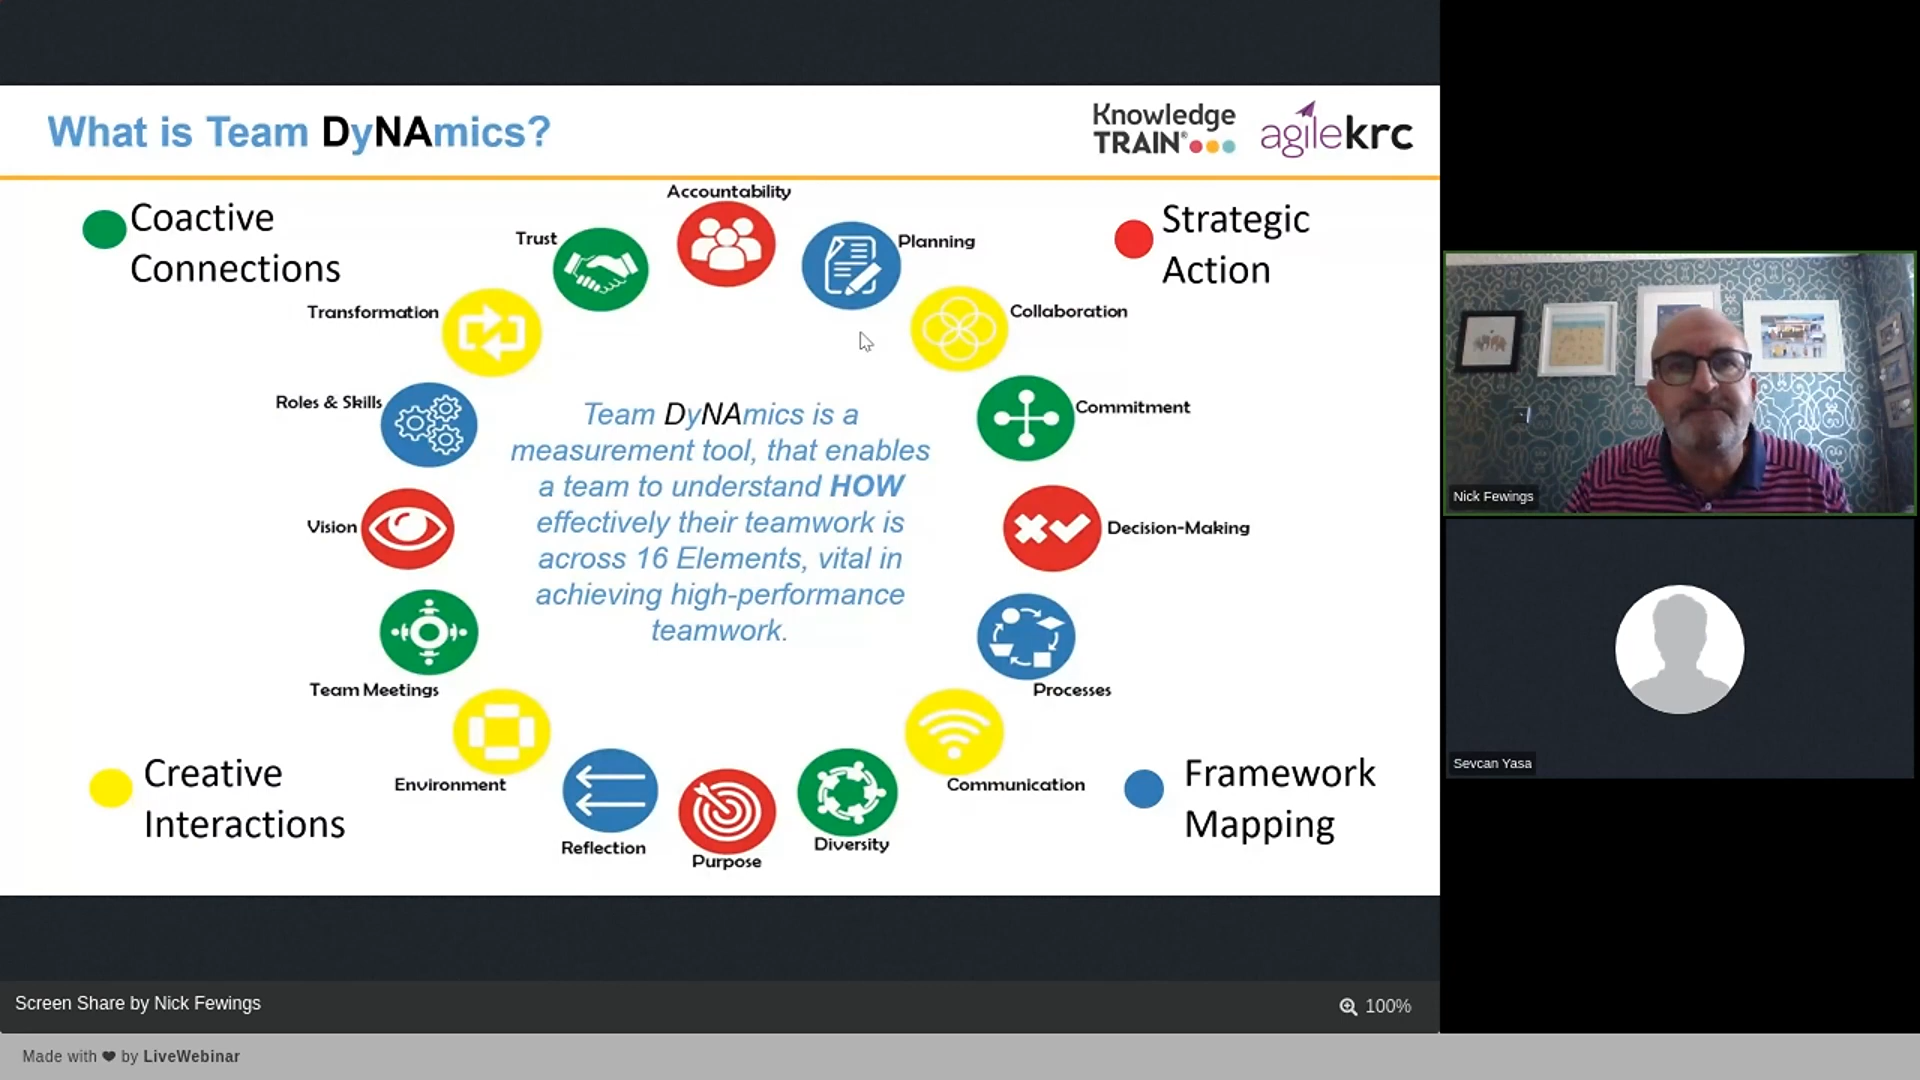 What is Team DyNAmics?
Knowledge
TRAIN®
agilekrc
Coactive
Connections
Strategic
Action
Accountability
Trust
Planning
Transformation
Collaboration
Roles & Skills
Commitment
Team DyNAmics is a
measurement tool, that enables
a team to understand HOW
effectively their teamwork is
across 16 Elements, vital in
achieving high-performance
teamwork.
Vision
Decision-Making
Team Meetings
Processes
Environment
Communication
Reflection
Purpose
Diversity
Creative
Interactions
Framework
Mapping
Nick Fewings
Sevcan Yasa
Screen Share by Nick Fewings
100%
Made with ❤ by LiveWebinar